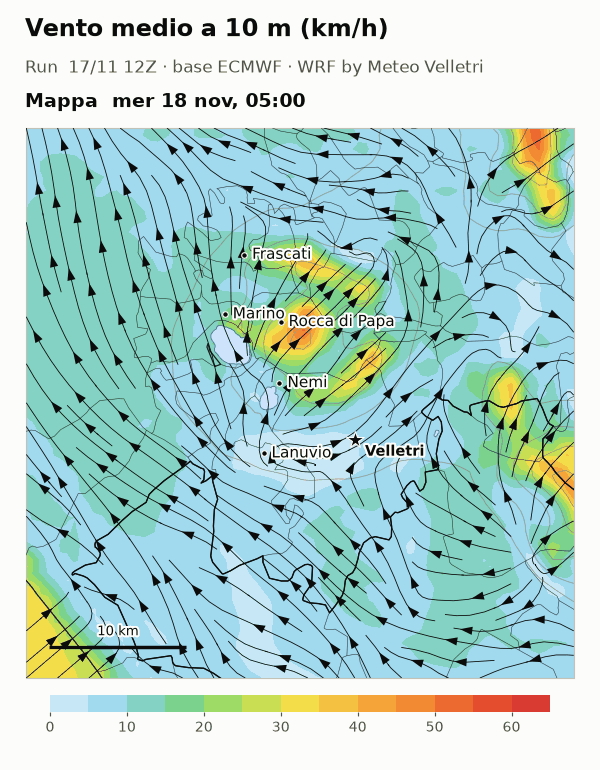 Vento medio a 10 m (km/h)
Run  17/11 12Z · base ECMWF · WRF by Meteo Velletri
Mappa  mer 18 nov, 05:00
Frascati
Marino
Rocca di Papa
Nemi
Lanuvio
Velletri
10 km
0 10 20 30 40 50 60